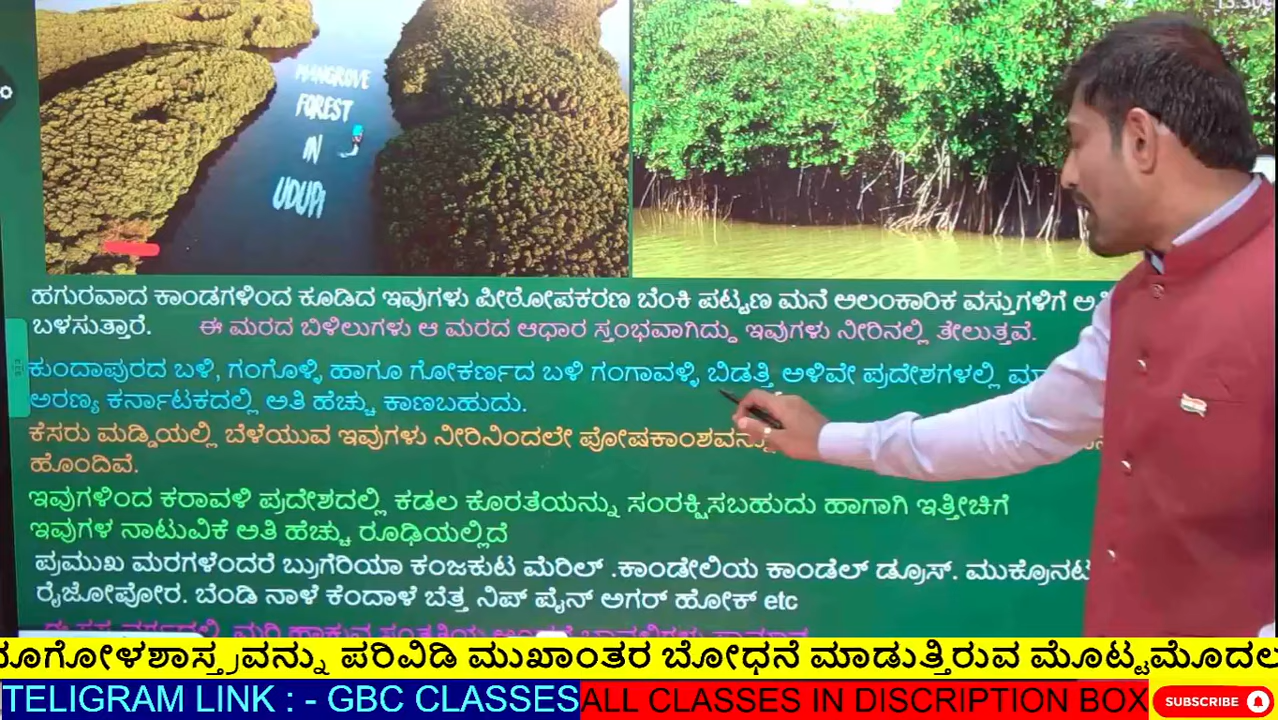 13:30
MANGROVE
FOREST
IN
UDUPI
ಹಗುರವಾದ ಕಾಂಡಗಳಿಂದ ಕೂಡಿದ ಇವುಗಳು ಪೀಠೋಪಕರಣ ಬೆಂಕಿ ಪಟ್ಟಣ ಮನೆ ಅಲಂಕಾರಿಕ ವಸ್ತುಗಳಿಗೆ
ಬಳಸುತ್ತಾರೆ. ಈ ಮರದ ಬಿಳಿಲುಗಳು ಆ ಮರದ ಆಧಾರ ಸ್ತಂಭವಾಗಿದ್ದು ಇವುಗಳು ನೀರಿನಲ್ಲಿ ತೇಲುತ್ತವೆ.
ಕುಂದಾಪುರದ ಬಳಿ, ಗಂಗೊಳ್ಳಿ ಹಾಗೂ ಗೋಕರ್ಣದ ಬಳಿ ಗಂಗಾವಳ್ಳಿ ಬಿಡತ್ತಿ ಅಳಿವೇ ಪ್ರದೇಶಗಳಲ್ಲಿ
ಅರಣ್ಯ ಕರ್ನಾಟಕದಲ್ಲಿ ಅತಿ ಹೆಚ್ಚು ಕಾಣಬಹುದು.
ಕೆಸರು ಮಡ್ಡಿಯಲ್ಲಿ ಬೆಳೆಯುವ ಇವುಗಳು ನೀರಿನಿಂದಲೇ ಪೋಷಕಾಂಶವನ್ನು
ಹೊಂದಿವೆ.
ಇವುಗಳಿಂದ ಕರಾವಳಿ ಪ್ರದೇಶದಲ್ಲಿ ಕಡಲ ಕೊರತೆಯನ್ನು ಸಂರಕ್ಷಿಸಬಹುದು ಹಾಗಾಗಿ ಇತ್ತೀಚಿಗೆ
ಇವುಗಳ ನಾಟುವಿಕೆ ಅತಿ ಹೆಚ್ಚು ರೂಢಿಯಲ್ಲಿದೆ
ಪ್ರಮುಖ ಮರಗಳೆಂದರೆ ಬ್ರುಗೆರಿಯಾ ಕಂಜಕುಟ ಮೆರಿಲ್ .ಕಾಂಡೇಲಿಯ ಕಾಂಡೆಲ್ ಡ್ರೂಸ್. ಮುಕ್ರೊನಟ
ರೈಜೋಪೋರ. ಬೆಂಡಿ ನಾಳೆ ಕೆಂದಾಳೆ ಬೆತ್ತ ನಿಪ್ ಪೈನ್ ಅಗರ್ ಹೋಕ್ etc
ಭೂಗೋಳಶಾಸ್ತ್ರವನ್ನು ಪರಿವಿಡಿ ಮುಖಾಂತರ ಬೋಧನೆ ಮಾಡುತ್ತಿರುವ ಮೊಟ್ಟಮೊದಲ
TELIGRAM LINK : - GBC CLASSES ALL CLASSES IN DISCRIPTION BOX SUBSCRIBE